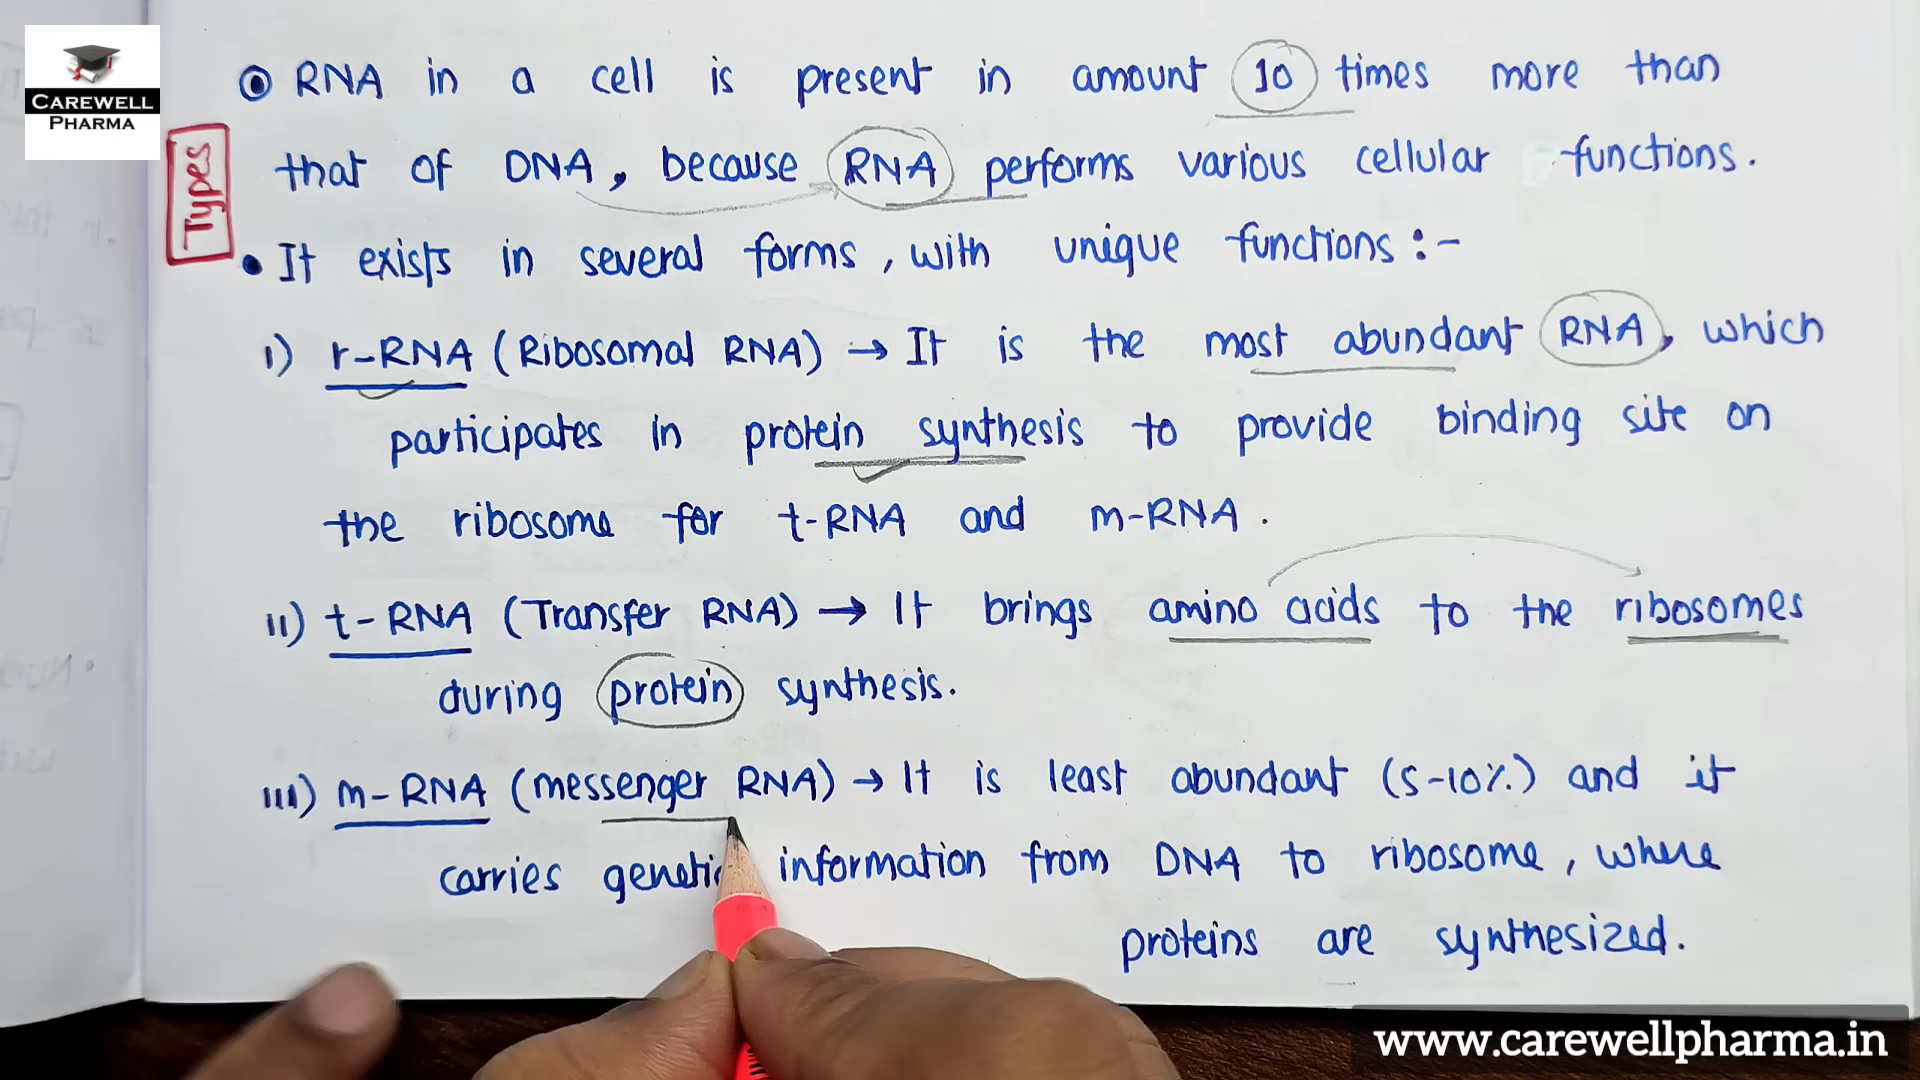 CAREWELL
PHARMA
Types
RNA in a cell is present in amount 10 times more than
that of DNA, because RNA performs various cellular functions.
• It exists in several forms, with unique functions :-
i) r-RNA (Ribosomal RNA) → It is the most abundant RNA, which
participates in protein synthesis to provide binding site on
the ribosome for t-RNA and m-RNA.
ii) t-RNA (Transfer RNA) → It brings amino acids to the ribosomes
during protein synthesis.
iii) m-RNA (messenger RNA) → It is least abundant (5-10%) and it
carries genetic information from DNA to ribosome, where
proteins are synthesized.
www.carewellpharma.in